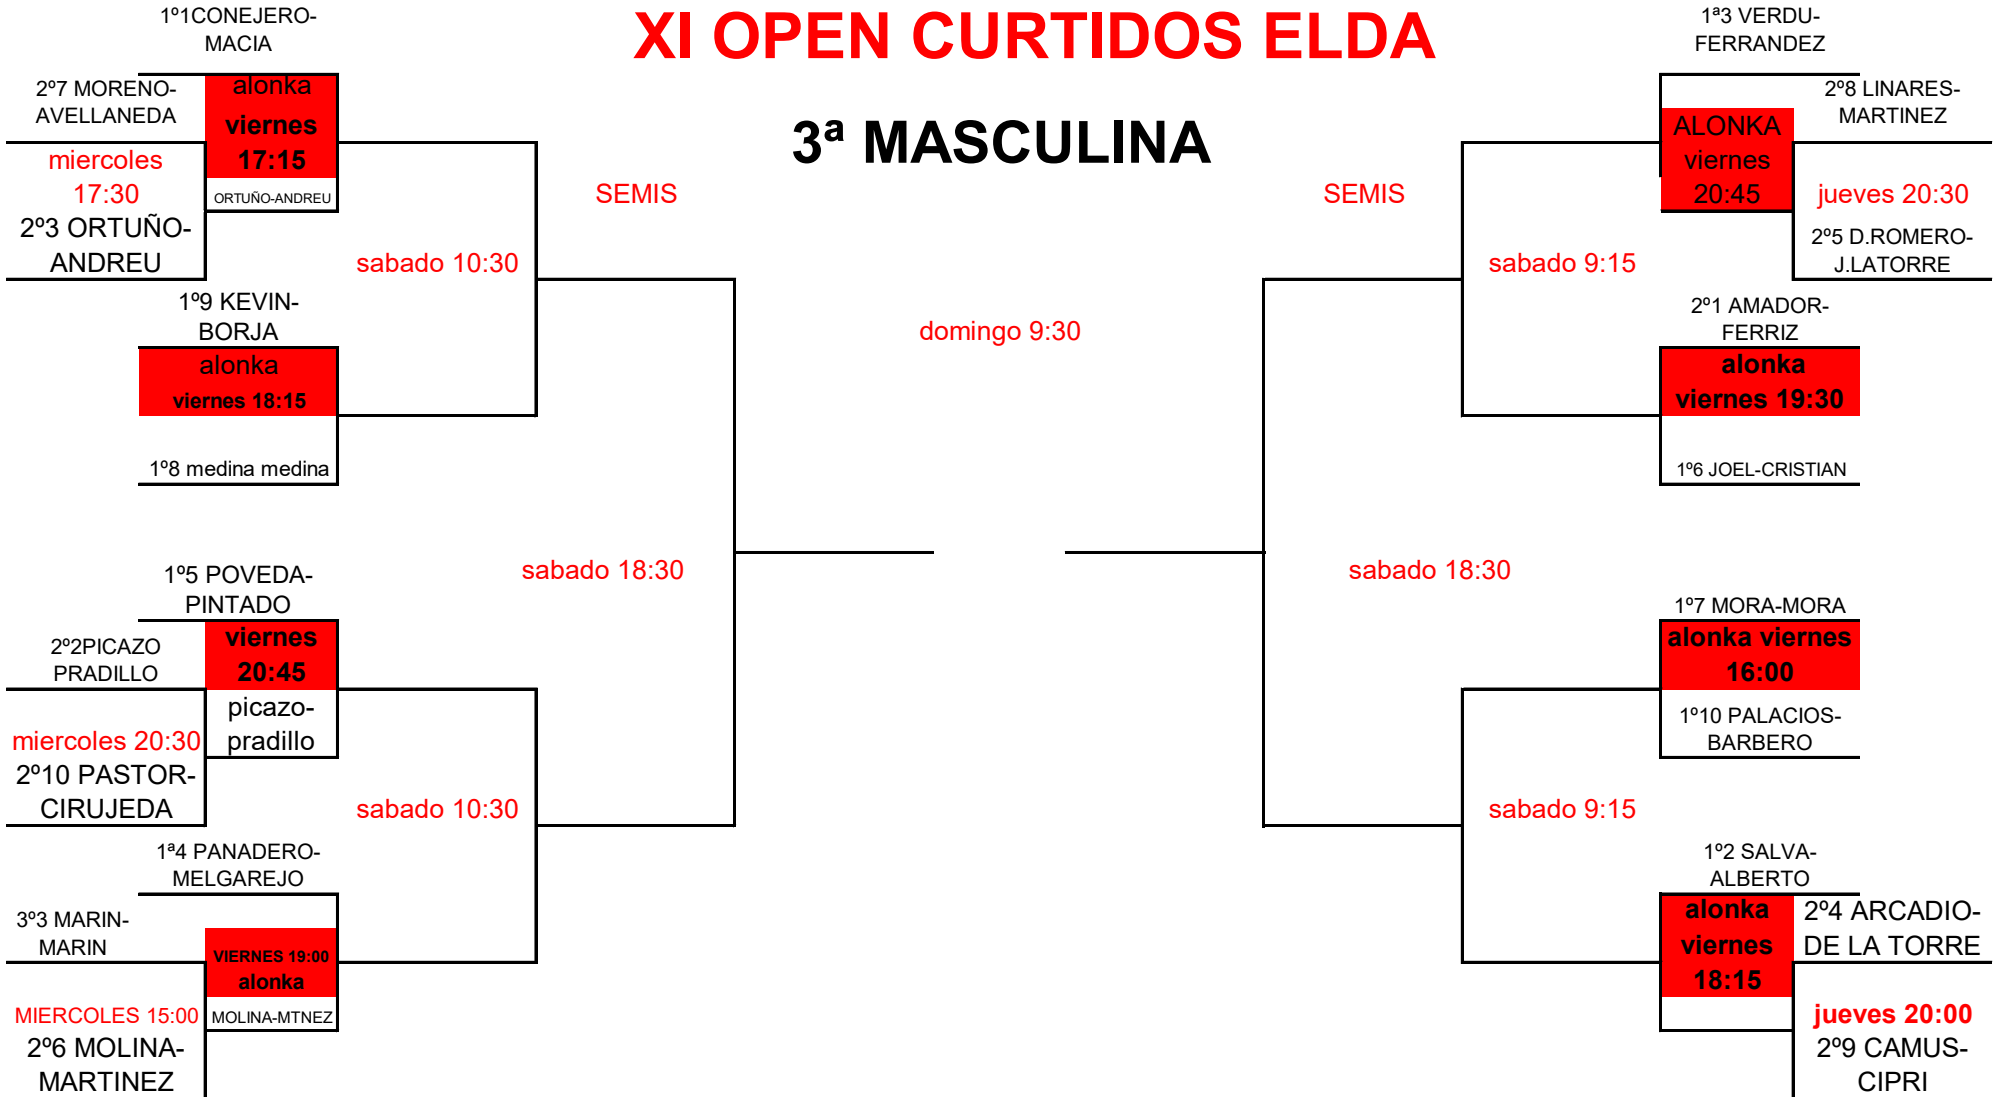 XI OPEN CURTIDOS ELDA
3ª MASCULINA
1º1CONEJERO-
MACIA
2º7 MORENO-
AVELLANEDA
alonka
viernes
17:15
miercoles
17:30
ORTUÑO-ANDREU
2º3 ORTUÑO-
ANDREU
sabado 10:30
1º9 KEVIN-
BORJA
alonka
viernes 18:15
1º8 medina medina
SEMIS
sabado 18:30
1º5 POVEDA-
PINTADO
2º2PICAZO
PRADILLO
viernes
20:45
picazo-
pradillo
miercoles 20:30
2º10 PASTOR-
CIRUJEDA
sabado 10:30
1ª4 PANADERO-
MELGAREJO
3º3 MARIN-
MARIN
VIERNES 19:00
alonka
MIERCOLES 15:00
MOLINA-MTNEZ
2º6 MOLINA-
MARTINEZ
domingo 9:30
SEMIS
sabado 18:30
1ª3 VERDU-
FERRANDEZ
2º8 LINARES-
MARTINEZ
ALONKA
viernes
20:45
jueves 20:30
2º5 D.ROMERO-
J.LATORRE
sabado 9:15
2º1 AMADOR-
FERRIZ
alonka
viernes 19:30
1º6 JOEL-CRISTIAN
1º7 MORA-MORA
alonka viernes
16:00
1º10 PALACIOS-
BARBERO
sabado 9:15
1º2 SALVA-
ALBERTO
alonka
viernes
18:15
2º4 ARCADIO-
DE LA TORRE
jueves 20:00
2º9 CAMUS-
CIPRI